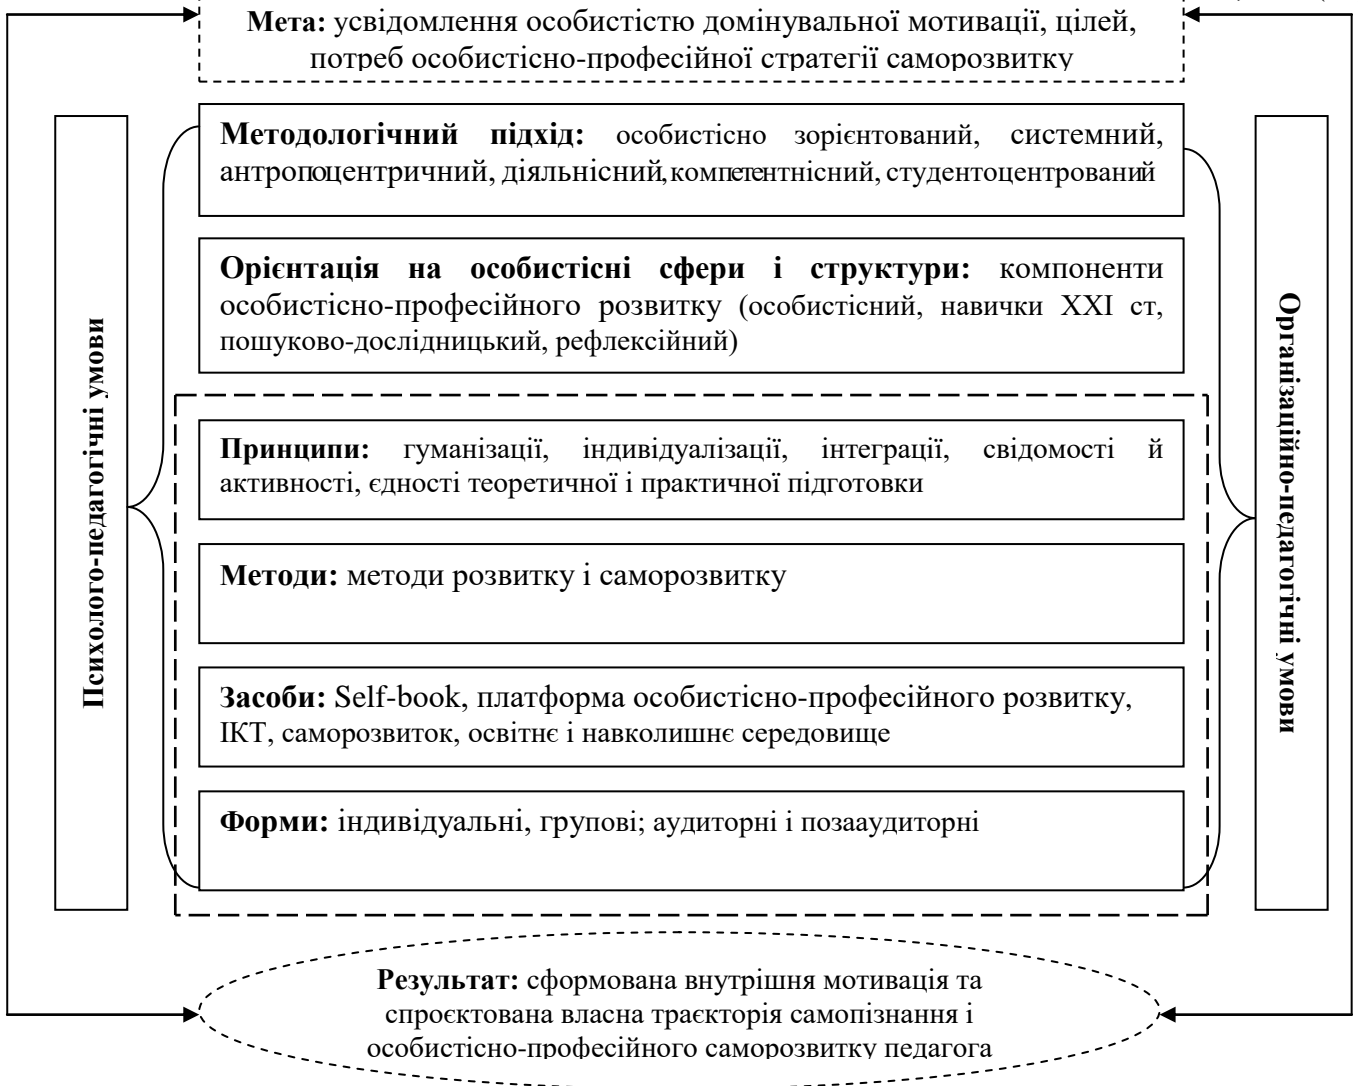 Мета: усвідомлення особистістю домінувальної мотивації, цілей,
потреб особистісно-професійної стратегії саморозвитку
Методологічний підхід: особистісно зорієнтований, системний,
антропоцентричний, діяльнісний, компетентнісний, студентоцентрований
Орієнтація на особистісні сфери і структури: компоненти
особистісно-професійного розвитку (особистісний, навички ХХІ ст,
пошуково-дослідницький, рефлексійний)
Психолого-педагогічні умови
Організаційно-педагогічні умови
Принципи: гуманізації, індивідуалізації, інтеграції, свідомості й
активності, єдності теоретичної і практичної підготовки
Методи: методи розвитку і саморозвитку
Засоби: Self-book, платформа особистісно-професійного розвитку,
ІКТ, саморозвиток, освітнє і навколишнє середовище
Форми: індивідуальні, групові; аудиторні і позааудиторні
Результат: сформована внутрішня мотивація та
спроєктована власна траєкторія самопізнання і
особистісно-професійного саморозвитку педагога